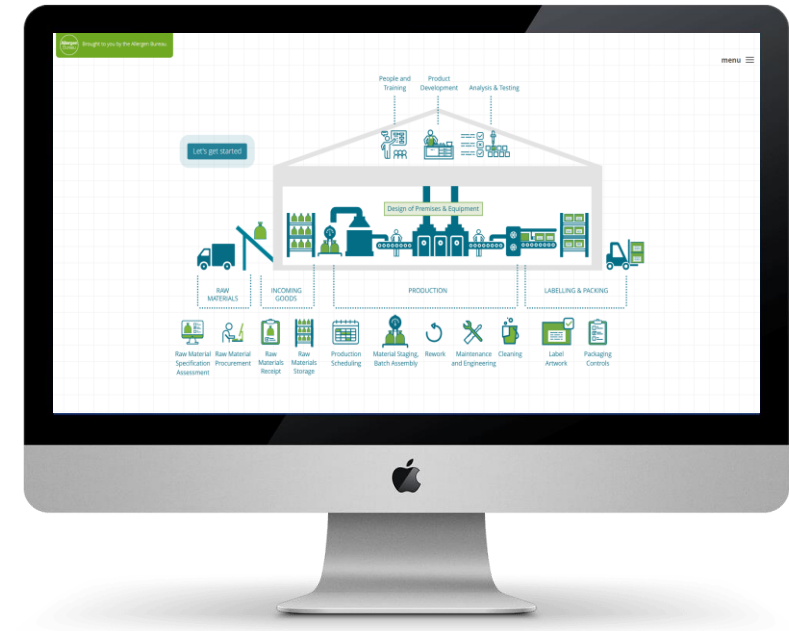 Brought to you by the Allergen Bureau.
menu
People and
Training
Product
Development
Analysis & Testing
Let's get started
Design of Premises & Equipment
RAW
MATERIALS
INCOMING
GOODS
PRODUCTION
LABELLING & PACKING
Raw Material
Specification
Assessment
Raw Material
Procurement
Raw
Materials
Receipt
Raw
Materials
Storage
Production
Scheduling
Material Staging,
Batch Assembly
Rework
Maintenance
and Engineering
Cleaning
Label
Artwork
Packaging
Controls